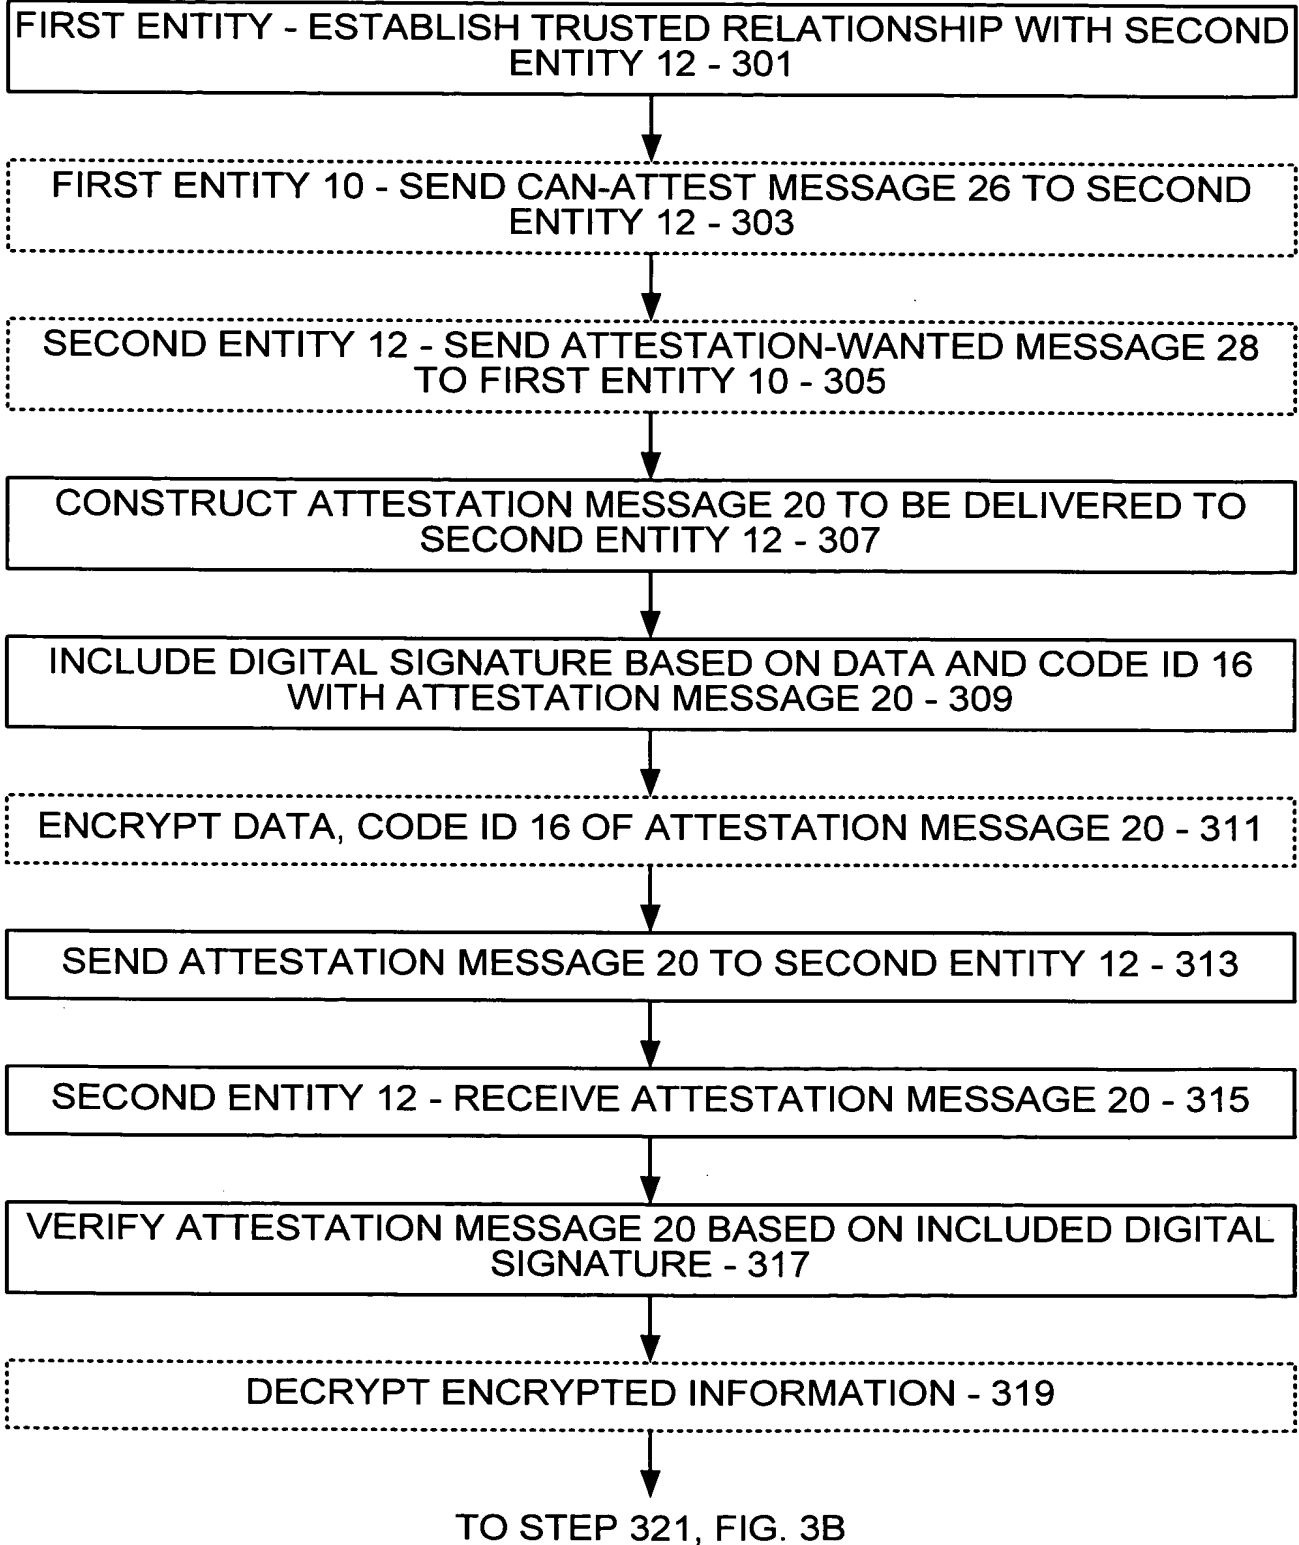 FIRST ENTITY - ESTABLISH TRUSTED RELATIONSHIP WITH SECOND
ENTITY 12 - 301
FIRST ENTITY 10 - SEND CAN-ATTEST MESSAGE 26 TO SECOND
ENTITY 12 - 303
SECOND ENTITY 12 - SEND ATTESTATION-WANTED MESSAGE 28
TO FIRST ENTITY 10 - 305
CONSTRUCT ATTESTATION MESSAGE 20 TO BE DELIVERED TO
SECOND ENTITY 12 - 307
INCLUDE DIGITAL SIGNATURE BASED ON DATA AND CODE ID 16
WITH ATTESTATION MESSAGE 20 - 309
ENCRYPT DATA, CODE ID 16 OF ATTESTATION MESSAGE 20 - 311
SEND ATTESTATION MESSAGE 20 TO SECOND ENTITY 12 - 313
SECOND ENTITY 12 - RECEIVE ATTESTATION MESSAGE 20 - 315
VERIFY ATTESTATION MESSAGE 20 BASED ON INCLUDED DIGITAL
SIGNATURE - 317
DECRYPT ENCRYPTED INFORMATION - 319
TO STEP 321, FIG. 3B